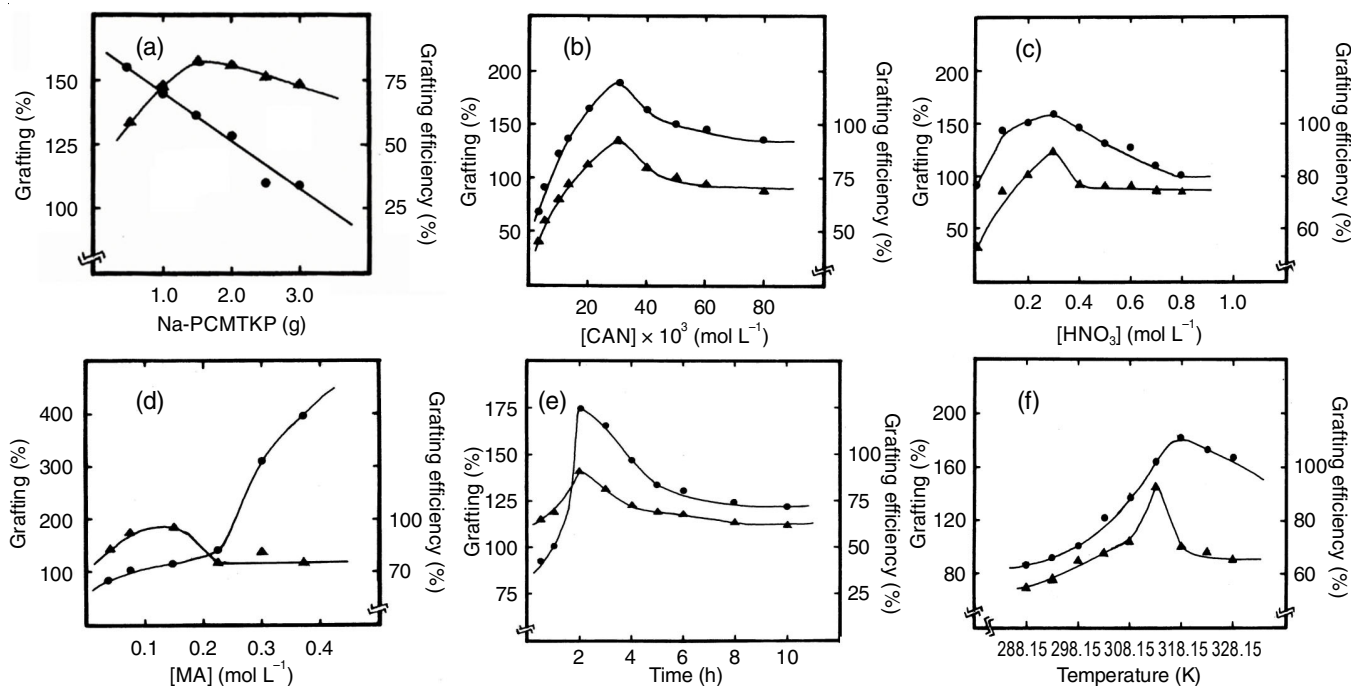 (a)
Grafting (%)
150
125
100
75
50
25
Grafting efficiency (%)
1.0 2.0 3.0
Na-PCMTKP (g)
(b)
Grafting (%)
200
150
100
50
100
75
50
Grafting efficiency (%)
20 40 60 80
[CAN] × 10³ (mol L⁻¹)
(c)
Grafting (%)
200
150
100
50
100
80
60
Grafting efficiency (%)
0.2 0.4 0.6 0.8 1.0
[HNO₃] (mol L⁻¹)
(d)
Grafting (%)
400
300
200
100
100
70
Grafting efficiency (%)
0.1 0.2 0.3 0.4
[MA] (mol L⁻¹)
(e)
Grafting (%)
175
150
125
100
75
100
75
50
25
Grafting efficiency (%)
2 4 6 8 10
Time (h)
(f)
Grafting (%)
200
160
120
80
100
80
60
Grafting efficiency (%)
288.15 298.15 308.15 318.15 328.15
Temperature (K)